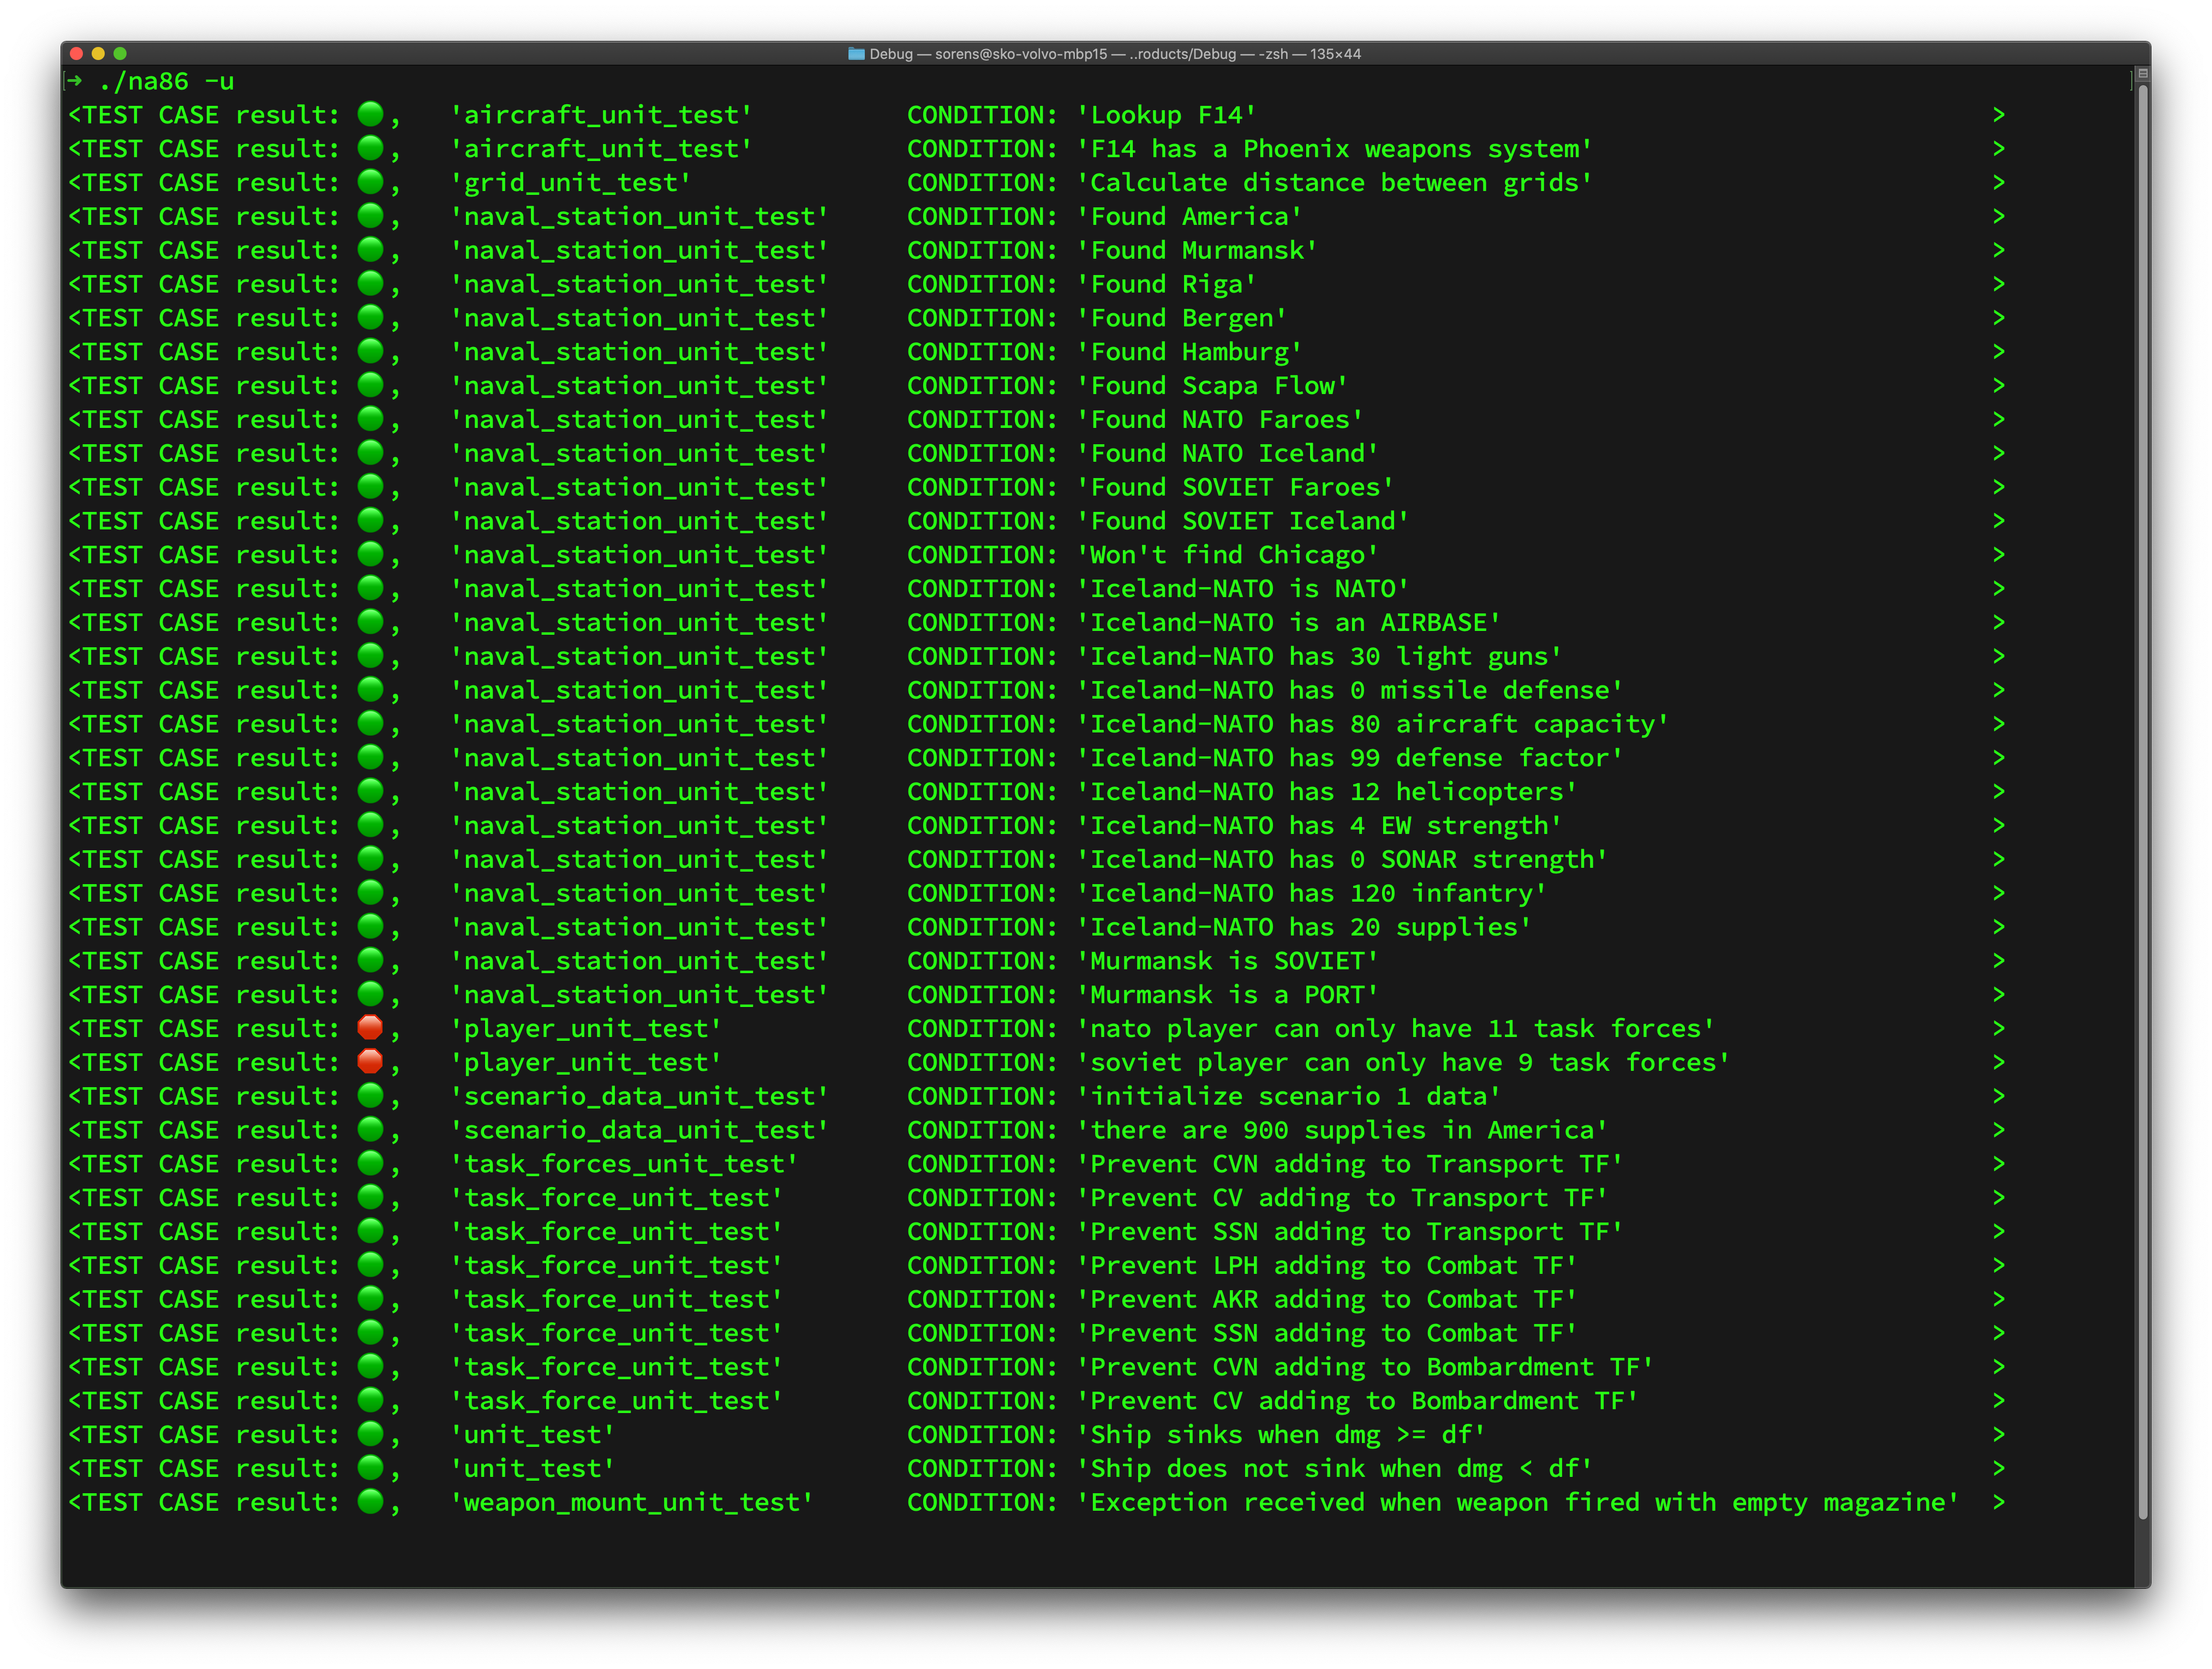 Debug — sorens@sko-volvo-mbp15 — ..roducts/Debug — -zsh — 135×44
[➜ ./na86 -u ]
<TEST CASE result: 🟢, 'aircraft_unit_test' CONDITION: 'Lookup F14' >
<TEST CASE result: 🟢, 'aircraft_unit_test' CONDITION: 'F14 has a Phoenix weapons system' >
<TEST CASE result: 🟢, 'grid_unit_test' CONDITION: 'Calculate distance between grids' >
<TEST CASE result: 🟢, 'naval_station_unit_test' CONDITION: 'Found America' >
<TEST CASE result: 🟢, 'naval_station_unit_test' CONDITION: 'Found Murmansk' >
<TEST CASE result: 🟢, 'naval_station_unit_test' CONDITION: 'Found Riga' >
<TEST CASE result: 🟢, 'naval_station_unit_test' CONDITION: 'Found Bergen' >
<TEST CASE result: 🟢, 'naval_station_unit_test' CONDITION: 'Found Hamburg' >
<TEST CASE result: 🟢, 'naval_station_unit_test' CONDITION: 'Found Scapa Flow' >
<TEST CASE result: 🟢, 'naval_station_unit_test' CONDITION: 'Found NATO Faroes' >
<TEST CASE result: 🟢, 'naval_station_unit_test' CONDITION: 'Found NATO Iceland' >
<TEST CASE result: 🟢, 'naval_station_unit_test' CONDITION: 'Found SOVIET Faroes' >
<TEST CASE result: 🟢, 'naval_station_unit_test' CONDITION: 'Found SOVIET Iceland' >
<TEST CASE result: 🟢, 'naval_station_unit_test' CONDITION: 'Won't find Chicago' >
<TEST CASE result: 🟢, 'naval_station_unit_test' CONDITION: 'Iceland-NATO is NATO' >
<TEST CASE result: 🟢, 'naval_station_unit_test' CONDITION: 'Iceland-NATO is an AIRBASE' >
<TEST CASE result: 🟢, 'naval_station_unit_test' CONDITION: 'Iceland-NATO has 30 light guns' >
<TEST CASE result: 🟢, 'naval_station_unit_test' CONDITION: 'Iceland-NATO has 0 missile defense' >
<TEST CASE result: 🟢, 'naval_station_unit_test' CONDITION: 'Iceland-NATO has 80 aircraft capacity' >
<TEST CASE result: 🟢, 'naval_station_unit_test' CONDITION: 'Iceland-NATO has 99 defense factor' >
<TEST CASE result: 🟢, 'naval_station_unit_test' CONDITION: 'Iceland-NATO has 12 helicopters' >
<TEST CASE result: 🟢, 'naval_station_unit_test' CONDITION: 'Iceland-NATO has 4 EW strength' >
<TEST CASE result: 🟢, 'naval_station_unit_test' CONDITION: 'Iceland-NATO has 0 SONAR strength' >
<TEST CASE result: 🟢, 'naval_station_unit_test' CONDITION: 'Iceland-NATO has 120 infantry' >
<TEST CASE result: 🟢, 'naval_station_unit_test' CONDITION: 'Iceland-NATO has 20 supplies' >
<TEST CASE result: 🟢, 'naval_station_unit_test' CONDITION: 'Murmansk is SOVIET' >
<TEST CASE result: 🟢, 'naval_station_unit_test' CONDITION: 'Murmansk is a PORT' >
<TEST CASE result: 🛑, 'player_unit_test' CONDITION: 'nato player can only have 11 task forces' >
<TEST CASE result: 🛑, 'player_unit_test' CONDITION: 'soviet player can only have 9 task forces' >
<TEST CASE result: 🟢, 'scenario_data_unit_test' CONDITION: 'initialize scenario 1 data' >
<TEST CASE result: 🟢, 'scenario_data_unit_test' CONDITION: 'there are 900 supplies in America' >
<TEST CASE result: 🟢, 'task_forces_unit_test' CONDITION: 'Prevent CVN adding to Transport TF' >
<TEST CASE result: 🟢, 'task_force_unit_test' CONDITION: 'Prevent CV adding to Transport TF' >
<TEST CASE result: 🟢, 'task_force_unit_test' CONDITION: 'Prevent SSN adding to Transport TF' >
<TEST CASE result: 🟢, 'task_force_unit_test' CONDITION: 'Prevent LPH adding to Combat TF' >
<TEST CASE result: 🟢, 'task_force_unit_test' CONDITION: 'Prevent AKR adding to Combat TF' >
<TEST CASE result: 🟢, 'task_force_unit_test' CONDITION: 'Prevent SSN adding to Combat TF' >
<TEST CASE result: 🟢, 'task_force_unit_test' CONDITION: 'Prevent CVN adding to Bombardment TF' >
<TEST CASE result: 🟢, 'task_force_unit_test' CONDITION: 'Prevent CV adding to Bombardment TF' >
<TEST CASE result: 🟢, 'unit_test' CONDITION: 'Ship sinks when dmg >= df' >
<TEST CASE result: 🟢, 'unit_test' CONDITION: 'Ship does not sink when dmg < df' >
<TEST CASE result: 🟢, 'weapon_mount_unit_test' CONDITION: 'Exception received when weapon fired with empty magazine' >